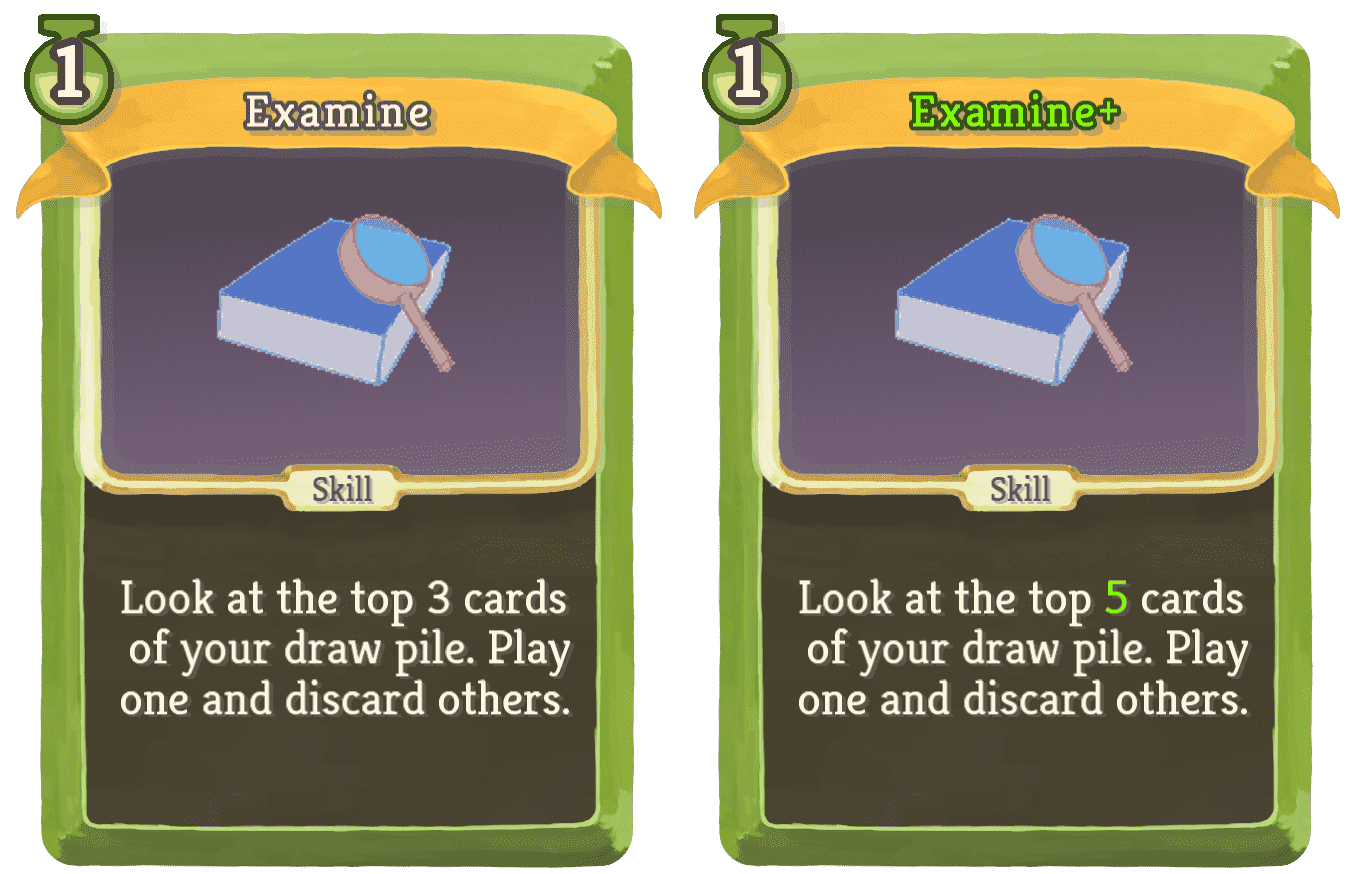 1
Examine
Skill
Look at the top 3 cards
of your draw pile. Play
one and discard others.
1
Examine+
Skill
Look at the top 5 cards
of your draw pile. Play
one and discard others.